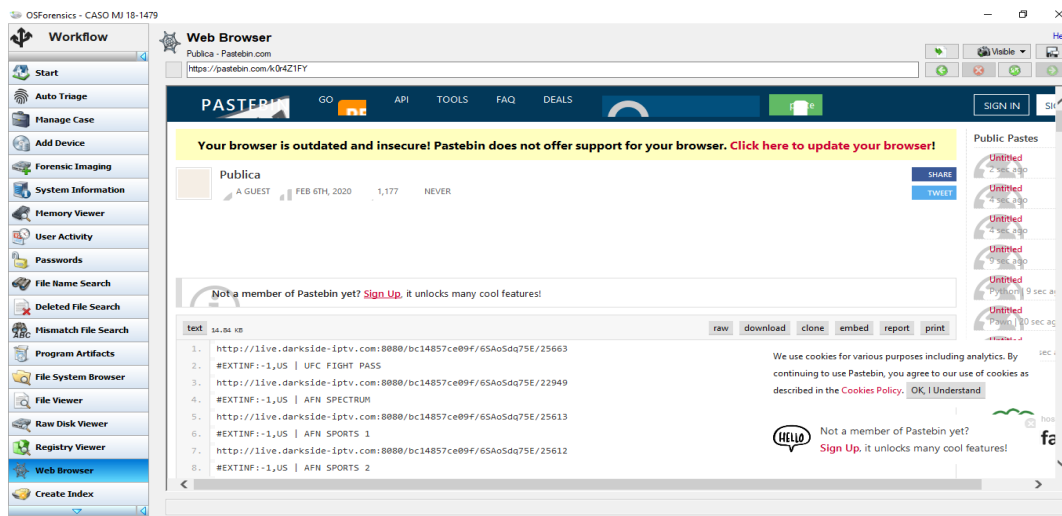 OSForensics - CASO MJ 18-1479
Workflow
Start
Auto Triage
Manage Case
Add Device
Forensic Imaging
System Information
Memory Viewer
User Activity
Passwords
File Name Search
Deleted File Search
Mismatch File Search
Program Artifacts
File System Browser
File Viewer
Raw Disk Viewer
Registry Viewer
Web Browser
Create Index
Web Browser
Publica - Pastebin.com
He
Visible
https://pastebin.com/k0r4Z1FY
PASTEBIN GO API TOOLS FAQ DEALS SIGN IN
Your browser is outdated and insecure! Pastebin does not offer support for your browser. Click here to update your browser!
Publica
A GUEST FEB 6TH, 2020 1,177 NEVER
SHARE
TWEET
Not a member of Pastebin yet? Sign Up, it unlocks many cool features!
text 14.84 KB raw download clone embed report print
1. http://live.darkside-iptv.com:8080/bc14857ce09f/6SAoSdq75E/25663
2. #EXTINF:-1,US | UFC FIGHT PASS
3. http://live.darkside-iptv.com:8080/bc14857ce09f/6SAoSdq75E/22949
4. #EXTINF:-1,US | AFN SPECTRUM
5. http://live.darkside-iptv.com:8080/bc14857ce09f/6SAoSdq75E/25613
6. #EXTINF:-1,US | AFN SPORTS 1
7. http://live.darkside-iptv.com:8080/bc14857ce09f/6SAoSdq75E/25612
8. #EXTINF:-1,US | AFN SPORTS 2
We use cookies for various purposes including analytics. By
continuing to use Pastebin, you agree to our use of cookies as
described in the Cookies Policy. OK, I Understand
HELLO
Not a member of Pastebin yet?
Sign Up, it unlocks many cool features!
Public Pastes
Untitled
2 sec ago
Untitled
4 sec ago
Untitled
4 sec ago
Untitled
9 sec ago
Untitled
Python | 9 sec a
Untitled
Pawn | 20 sec ag